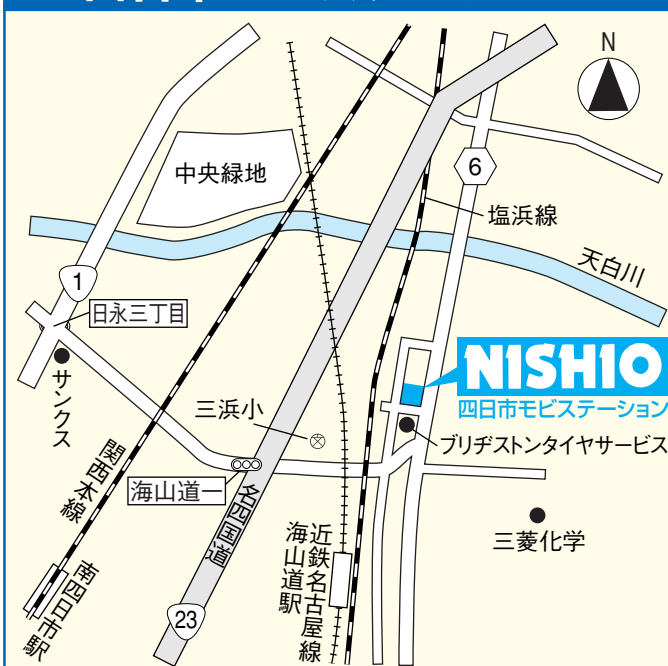 N
中央緑地
6
塩浜線
天白川
1
日永三丁目
サンクス
NISHIO
四日市モビステーション
三浜小
文
ブリヂストンタイヤサービス
関西本線
海山道一
名四国道
三菱化学
近鉄名古屋線
海山道駅
南四日市駅
23